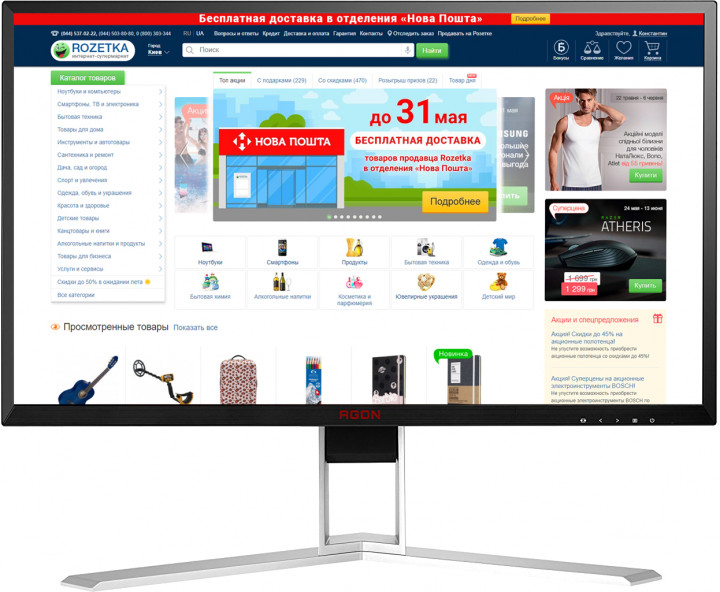 Бесплатная доставка в отделения «Нова Пошта»
Подробнее
(044) 537-02-22, (044) 503-80-80, 0 (800) 303-344
RU UA
Вопросы и ответы Кредит Доставка и оплата Гарантия Контакты Отследить заказ Продавать на Розетке
Здравствуйте, Константин
ROZETKA
интернет-супермаркет
Город
Киев
Поиск
Найти
Б
Бонусы
Сравнение
Желания
Корзина
Каталог товаров
Ноутбуки и компьютеры
Смартфоны, ТВ и электроника
Бытовая техника
Товары для дома
Инструменты и автотовары
Сантехника и ремонт
Дача, сад и огород
Спорт и увлечения
Одежда, обувь и украшения
Красота и здоровье
Детские товары
Канцтовары и книги
Алкогольные напитки и продукты
Товары для бизнеса
Услуги и сервисы
Скидки до 50% в ожидании лета
Все категории
Топ акции
С подарками (229)
Со скидками (470)
Розыгрыш призов (22)
Товар дня
Акція
до 31 мая
НОВА ПОШТА
БЕСПЛАТНАЯ ДОСТАВКА
товаров продавца Rozetka
в отделения «Нова Пошта»
Подробнее
Ноутбуки
Смартфоны
Продукты
Бытовая техника
Одежда и обувь
Бытовая химия
Алкогольные напитки
Косметика и
парфюмерия
Ювелирные украшения
Детский мир
Акція
22 травня - 6 червня
Акційні моделі
спідньої білизни
для чоловіків
НатаЛюкс, Bono,
Atlet від 55 гривень!
Купити
Суперцена
24 мая - 13 июня
RAZER
ATHERIS
1 699 грн
1 299 грн
Купить
Просмотренные товары Показать все
Новинка
Акции и спецпредложения
Акция! Скидки до 45% на
акционные полотенца!
Не упустите возможность приобрести
акционные полотенца со скидками до 45%!
Акция! Суперцены на акционные
электроинструменты BOSCH!
Не упустите возможность приобрести
акционные электроинструменты BOSCH по
AGON